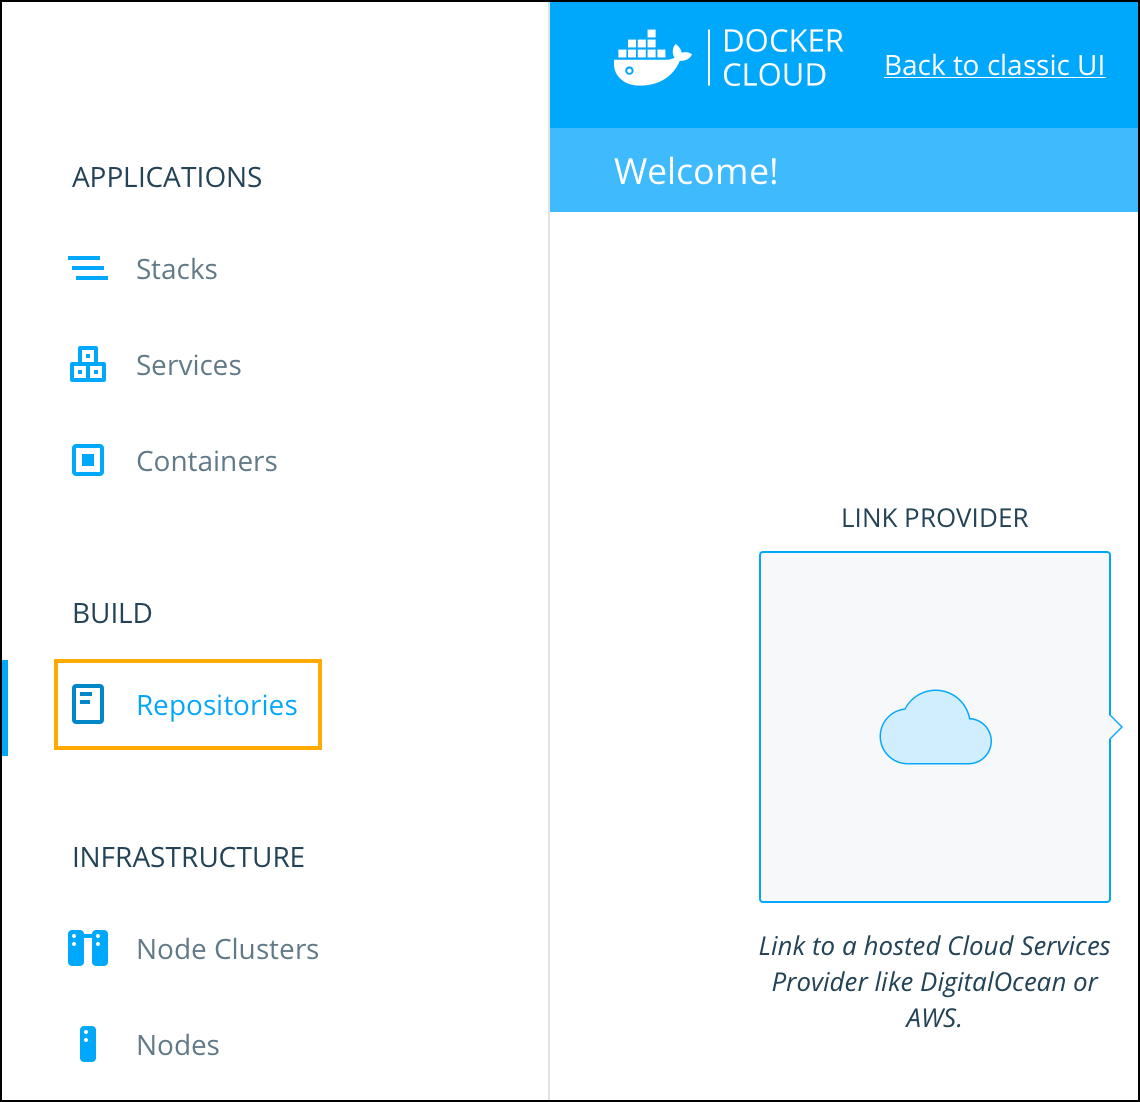 APPLICATIONS
Stacks
Services
Containers
BUILD
Repositories
INFRASTRUCTURE
Node Clusters
Nodes
DOCKER
CLOUD
Back to classic UI
Welcome!
LINK PROVIDER
Link to a hosted Cloud Services
Provider like DigitalOcean or
AWS.